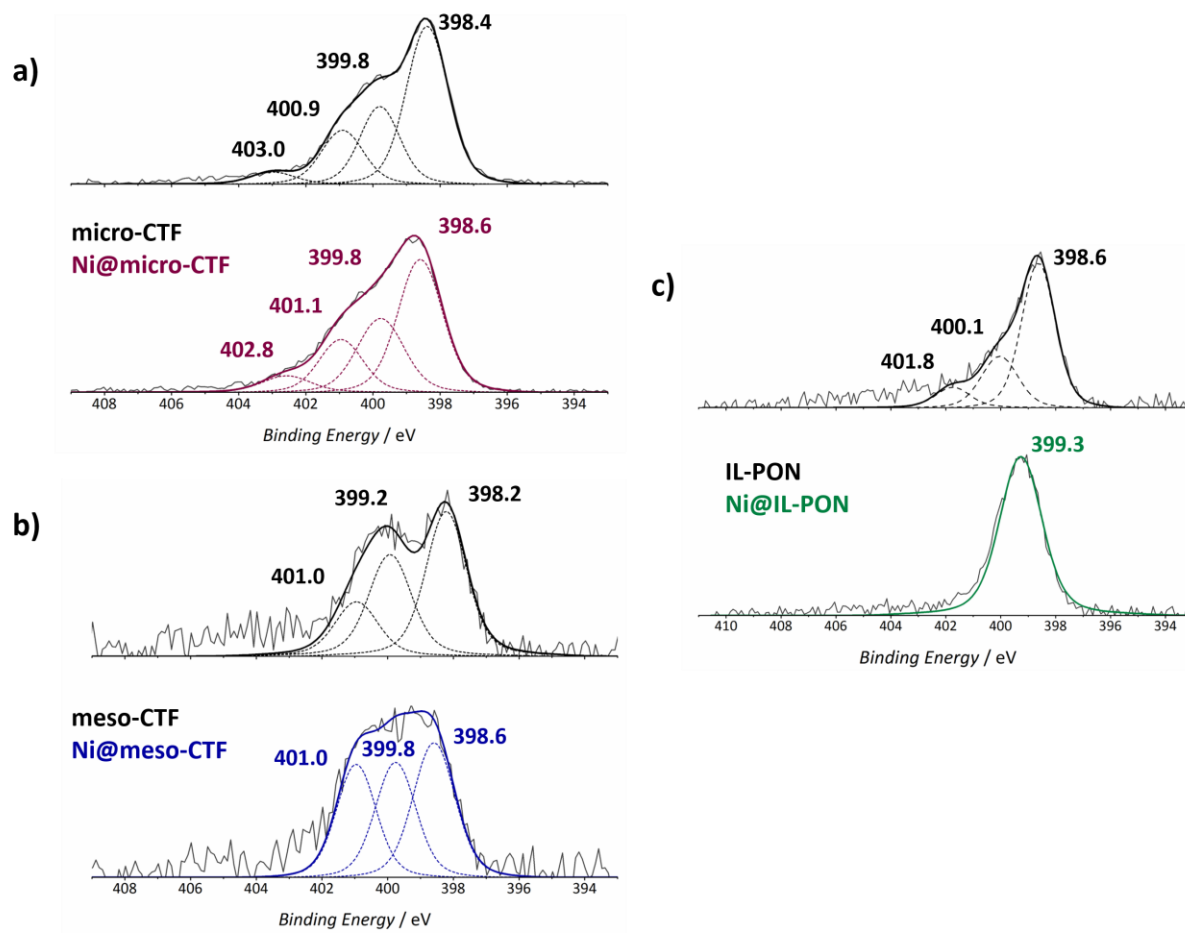 a)
398.4
399.8
400.9
403.0
micro-CTF
Ni@micro-CTF
398.6
399.8
401.1
402.8
408 406 404 402 400 398 396 394
Binding Energy / eV
b)
399.2 398.2
401.0
meso-CTF
Ni@meso-CTF
401.0 399.8 398.6
408 406 404 402 400 398 396 394
Binding Energy / eV
c)
398.6
400.1
401.8
IL-PON
Ni@IL-PON
399.3
410 408 406 404 402 400 398 396 394
Binding Energy / eV